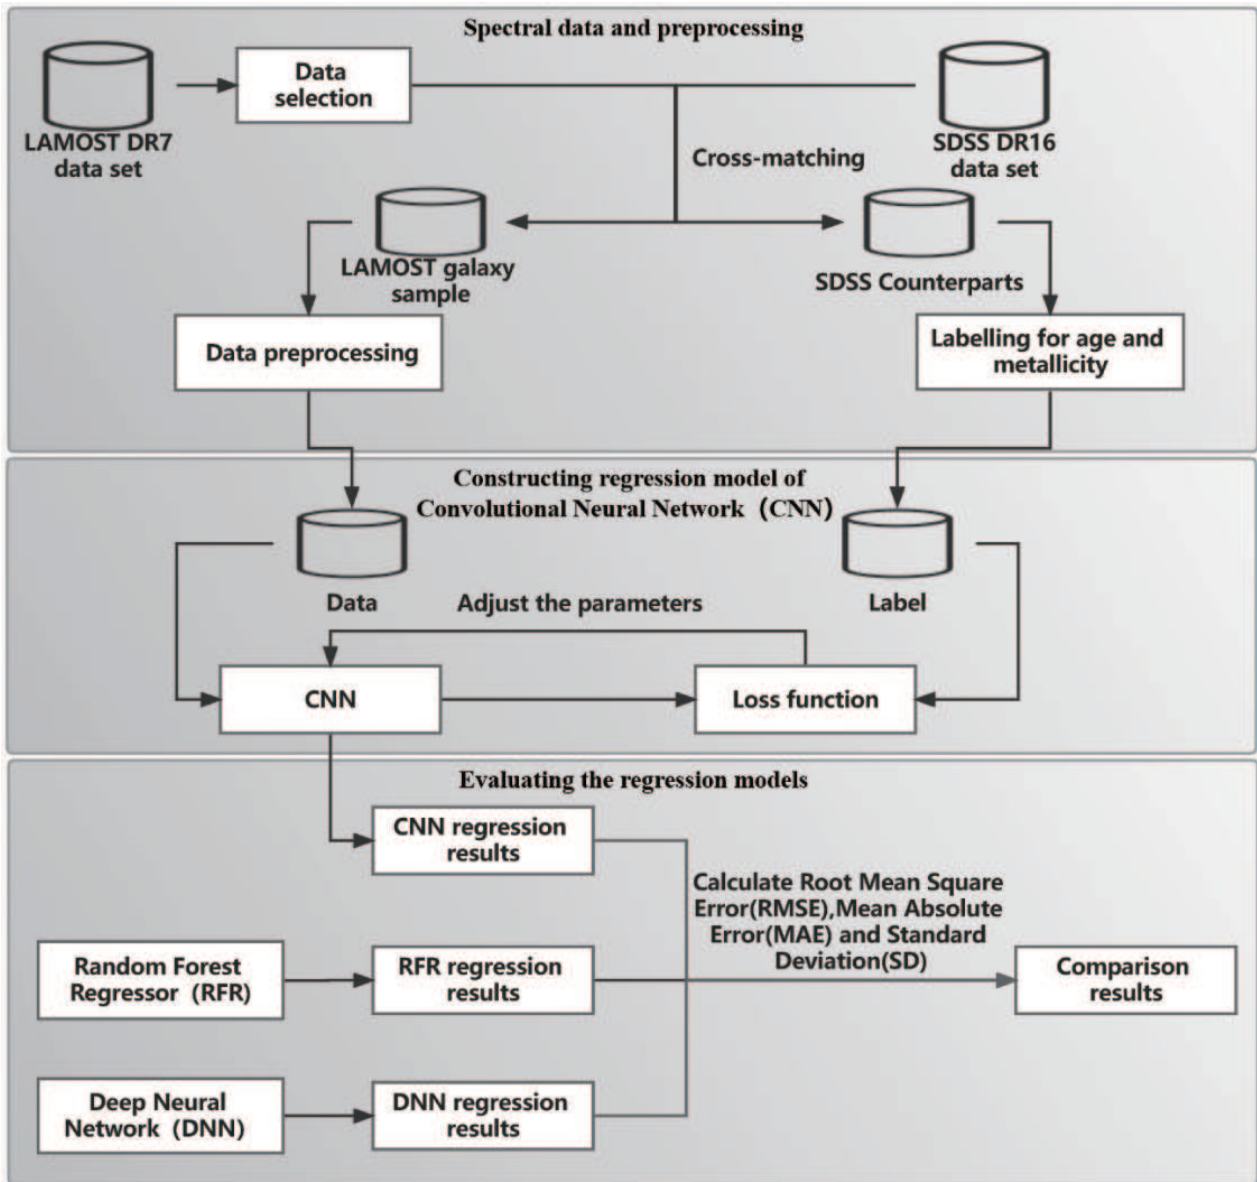 Spectral data and preprocessing
Data
selection
LAMOST DR7
data set
SDSS DR16
data set
Cross-matching
LAMOST galaxy
sample
SDSS Counterparts
Data preprocessing
Labelling for age and
metallicity
Constructing regression model of
Convolutional Neural Network（CNN）
Data
Adjust the parameters
Label
CNN
Loss function
Evaluating the regression models
CNN regression
results
Calculate Root Mean Square
Error(RMSE),Mean Absolute
Error(MAE) and Standard
Deviation(SD)
Random Forest
Regressor（RFR)
RFR regression
results
Comparison
results
Deep Neural
Network（DNN)
DNN regression
results